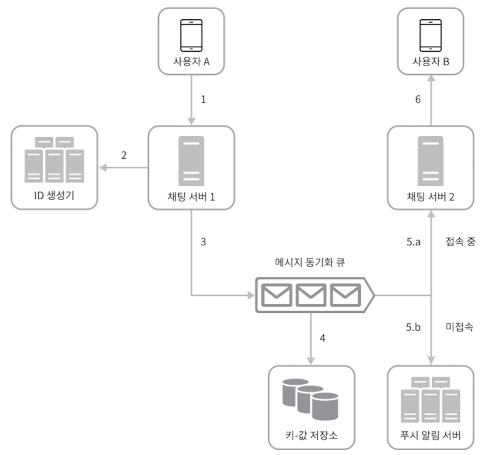 사용자 A
사용자 B
1
6
2
ID 생성기
채팅 서버 1
채팅 서버 2
3
5.a
접속 중
메시지 동기화 큐
5.b
미접속
4
키-값 저장소
푸시 알림 서버